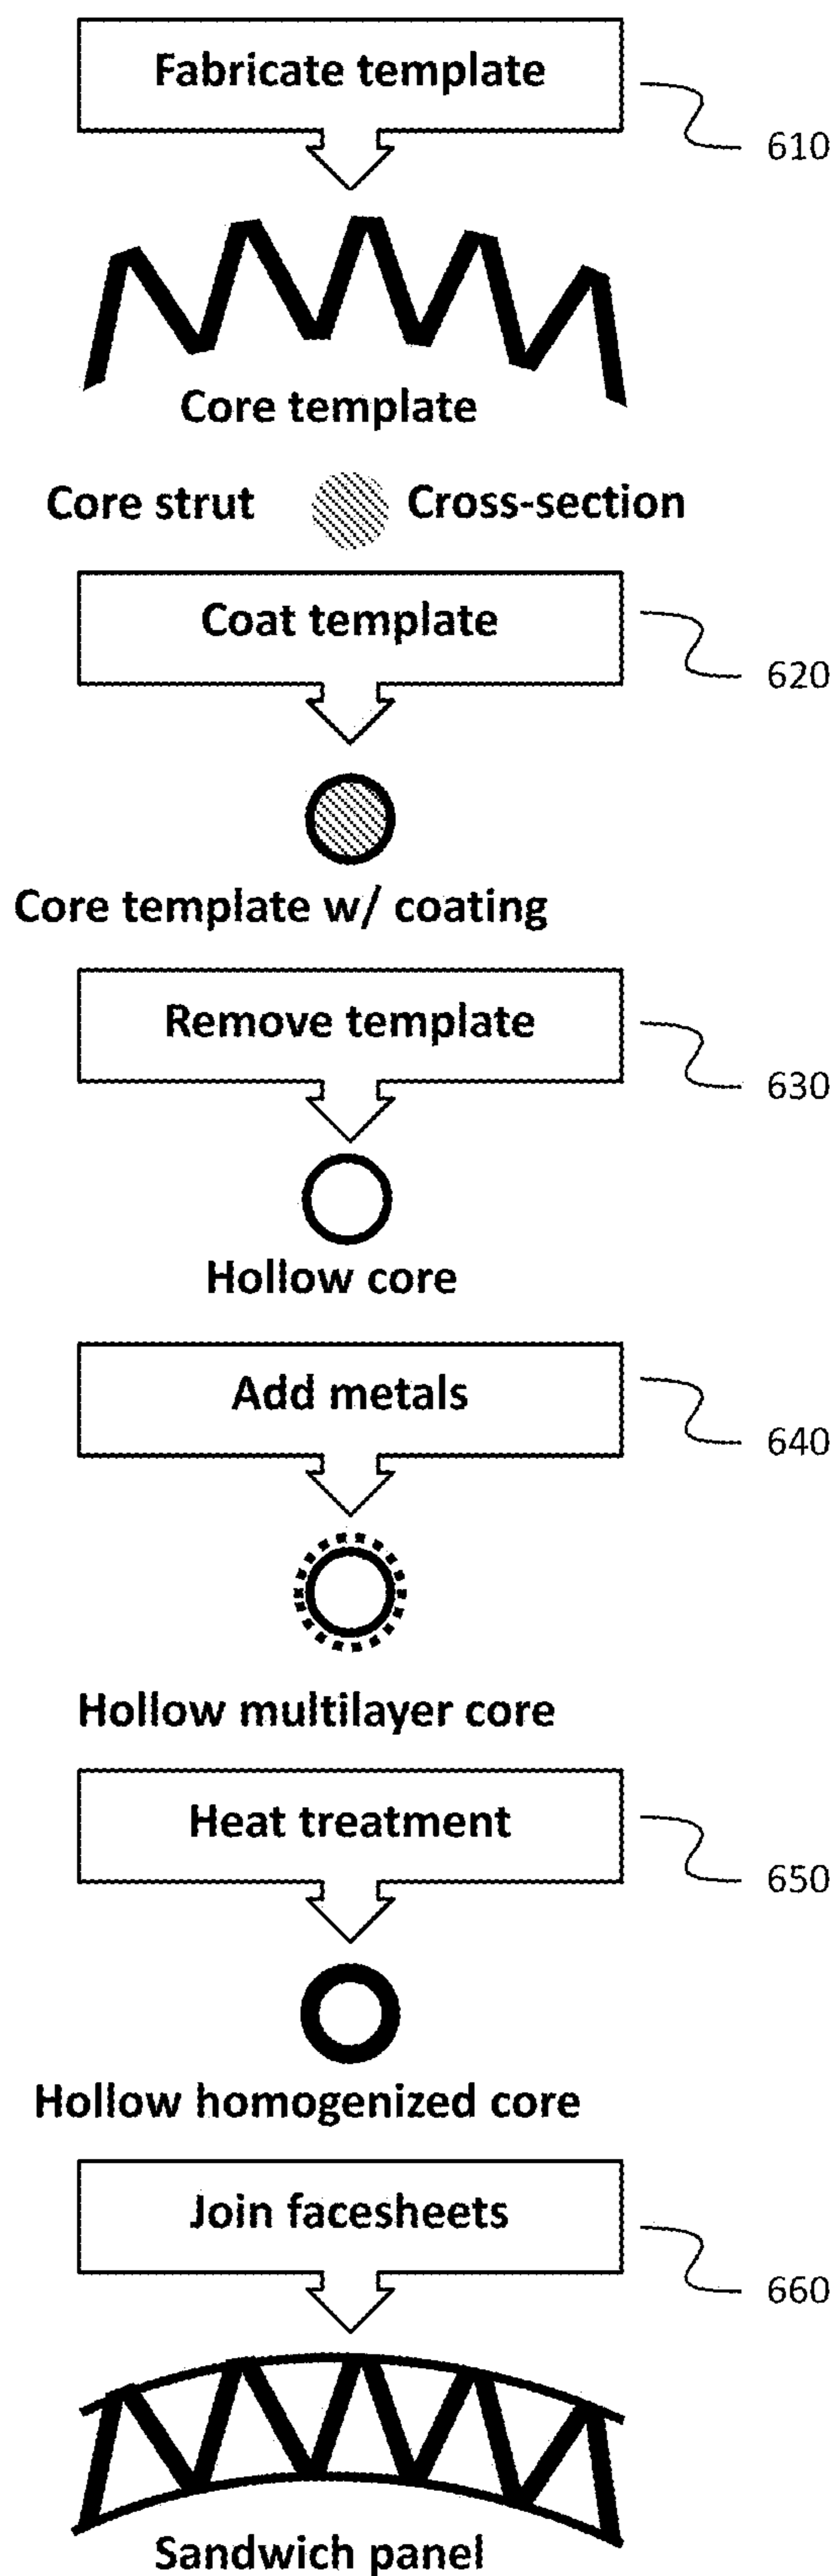 Fabricate template
610
Core template
Core strut Cross-section
Coat template
620
Core template w/ coating
Remove template
630
Hollow core
Add metals
640
Hollow multilayer core
Heat treatment
650
Hollow homogenized core
Join facesheets
660
Sandwich panel